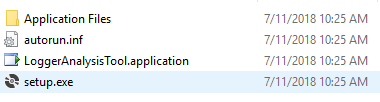 Application Files 7/11/2018 10:25 AM
autorun.inf 7/11/2018 10:25 AM
LoggerAnalysisTool.application 7/11/2018 10:25 AM
setup.exe 7/11/2018 10:25 AM